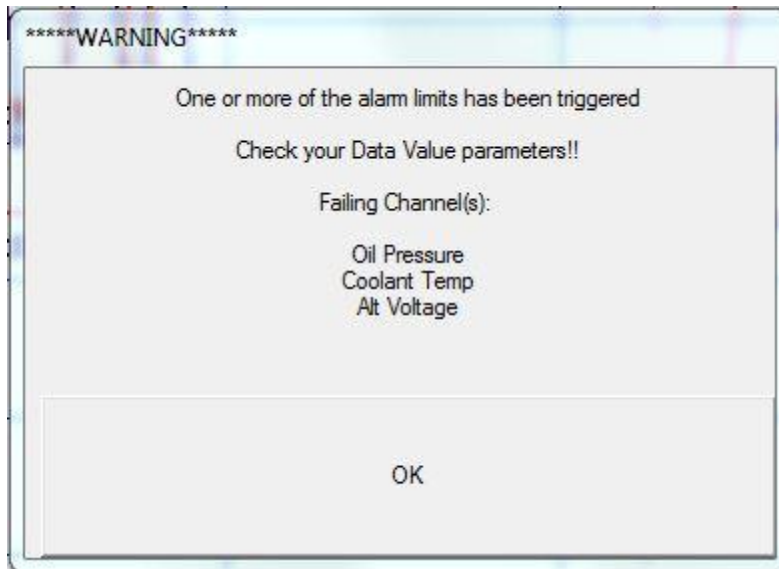 *****WARNING*****
One or more of the alarm limits has been triggered
Check your Data Value parameters!!
Failing Channel(s):
Oil Pressure
Coolant Temp
Alt Voltage
OK